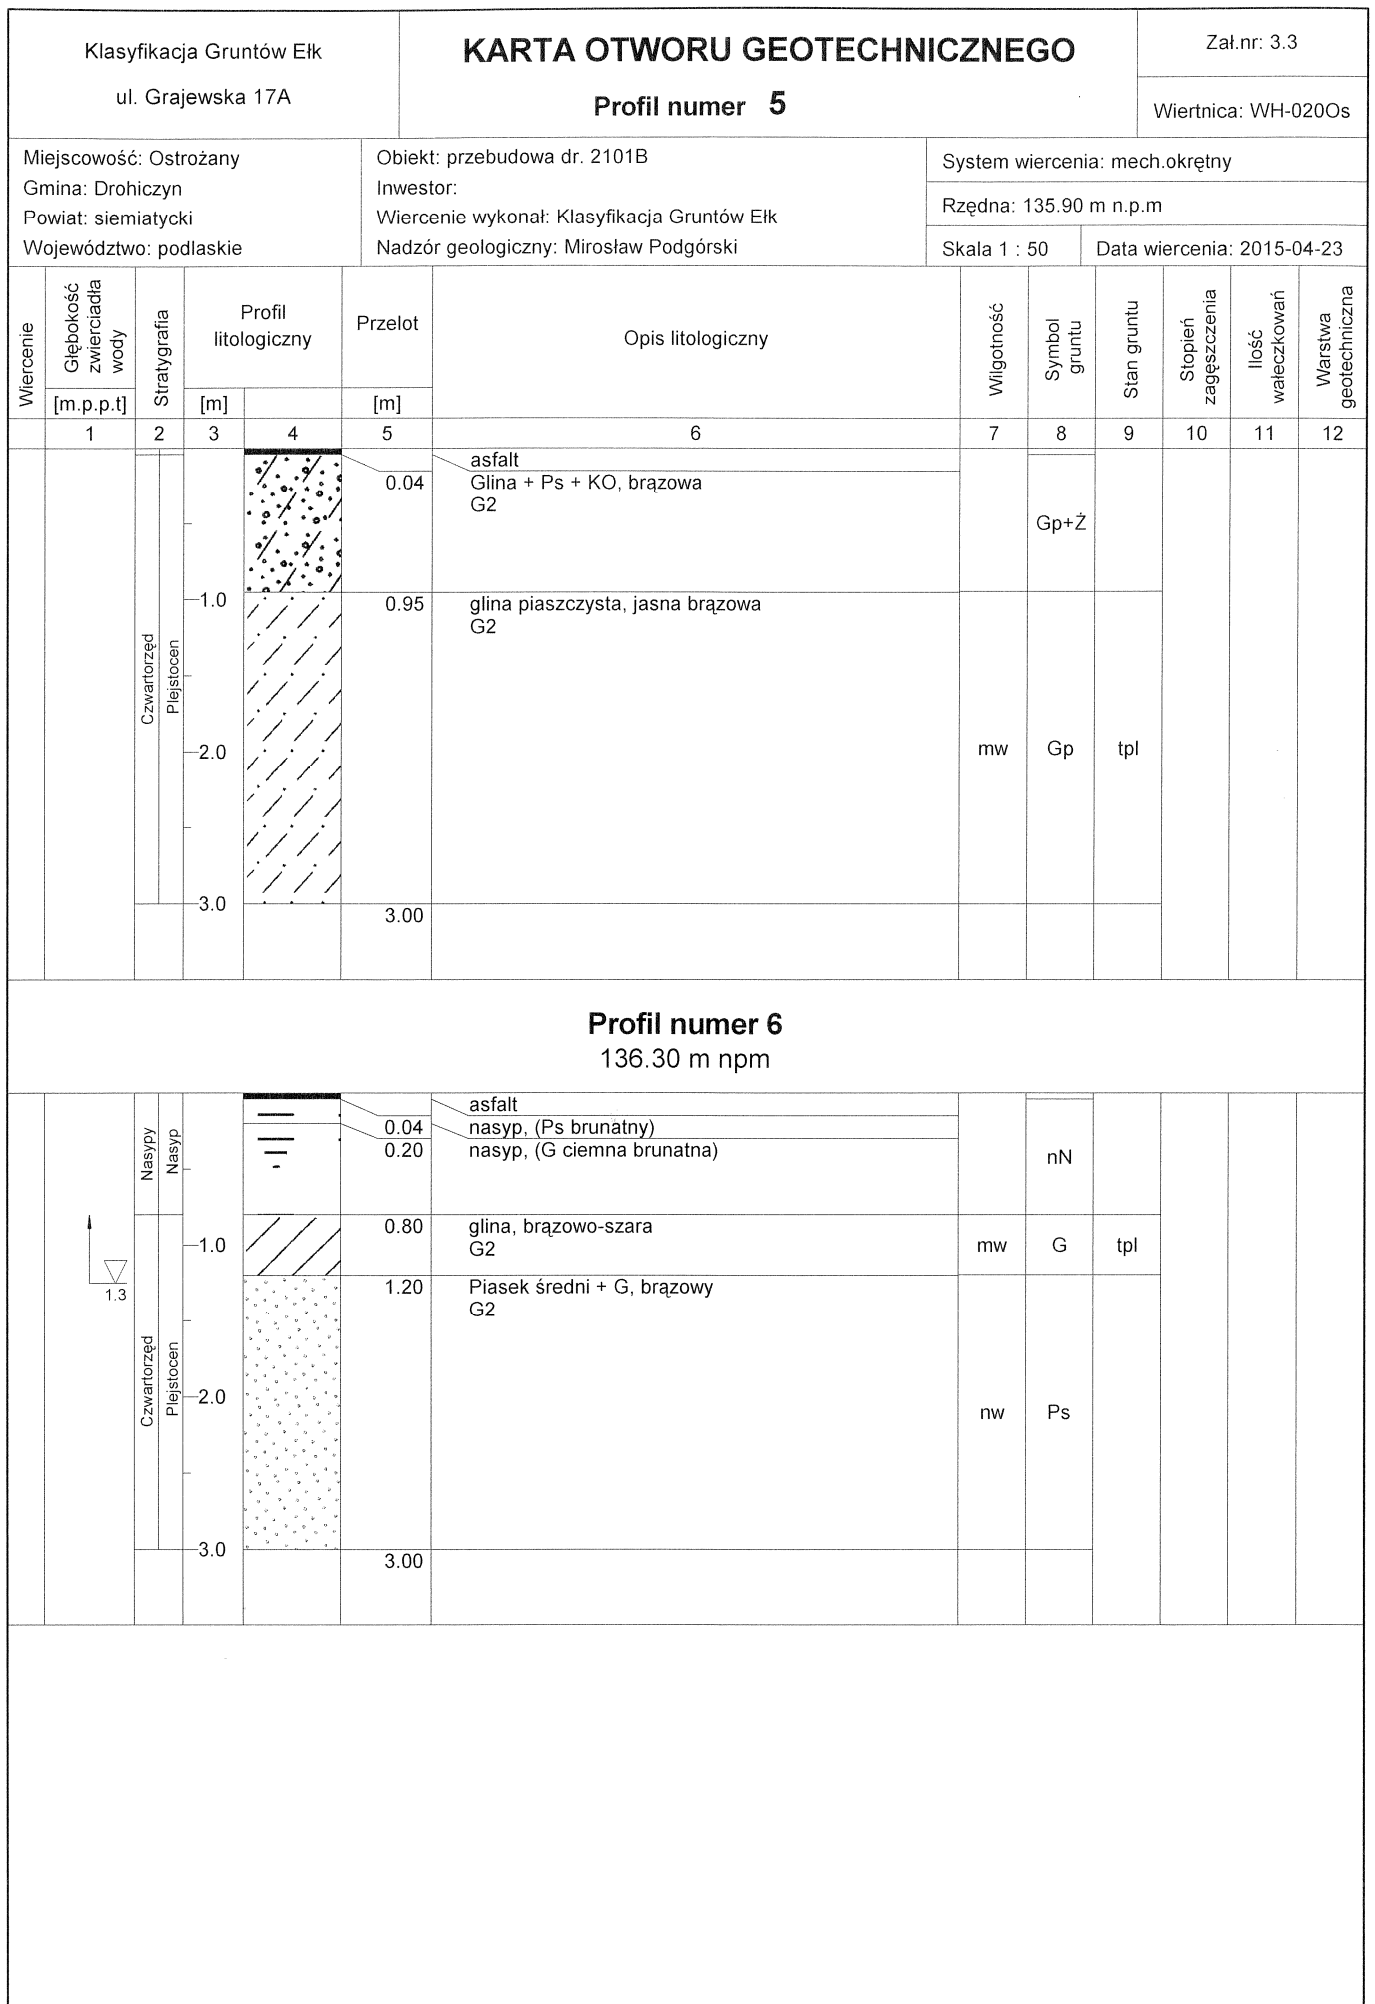 Klasyfikacja Gruntów Ełk
ul. Grajewska 17A
KARTA OTWORU GEOTECHNICZNEGO
Profil numer 5
Zał.nr: 3.3
Wiertnica: WH-020Os
Miejscowość: Ostrożany
Gmina: Drohiczyn
Powiat: siemiatycki
Województwo: podlaskie
Obiekt: przebudowa dr. 2101B
Inwestor:
Wiercenie wykonał: Klasyfikacja Gruntów Ełk
Nadzór geologiczny: Mirosław Podgórski
System wiercenia: mech.okrętny
Rzędna: 135.90 m n.p.m
Skala 1 : 50
Data wiercenia: 2015-04-23
Wiercenie
Głębokość
zwierciadła
wody
[m.p.p.t]
Stratygrafia
Profil
litologiczny
[m]
Przelot
[m]
Opis litologiczny
Wilgotność
Symbol
gruntu
Stan gruntu
Stopień
zagęszczenia
Ilość
wałeczkowań
Warstwa
geotechniczna
1 2 3 4 5 6 7 8 9 10 11 12
asfalt
0.04 Glina + Ps + KO, brązowa
G2
Gp+Ż
1.0
0.95 glina piaszczysta, jasna brązowa
G2
Czwartorzęd
Plejstocen
2.0
mw Gp tpl
3.0
3.00
Profil numer 6
136.30 m npm
asfalt
0.04 nasyp, (Ps brunatny)
0.20 nasyp, (G ciemna brunatna)
Nasypy
Nasyp
nN
0.80 glina, brązowo-szara
G2
1.0
mw G tpl
1.3
1.20 Piasek średni + G, brązowy
G2
Czwartorzęd
Plejstocen
2.0
nw Ps
3.0
3.00